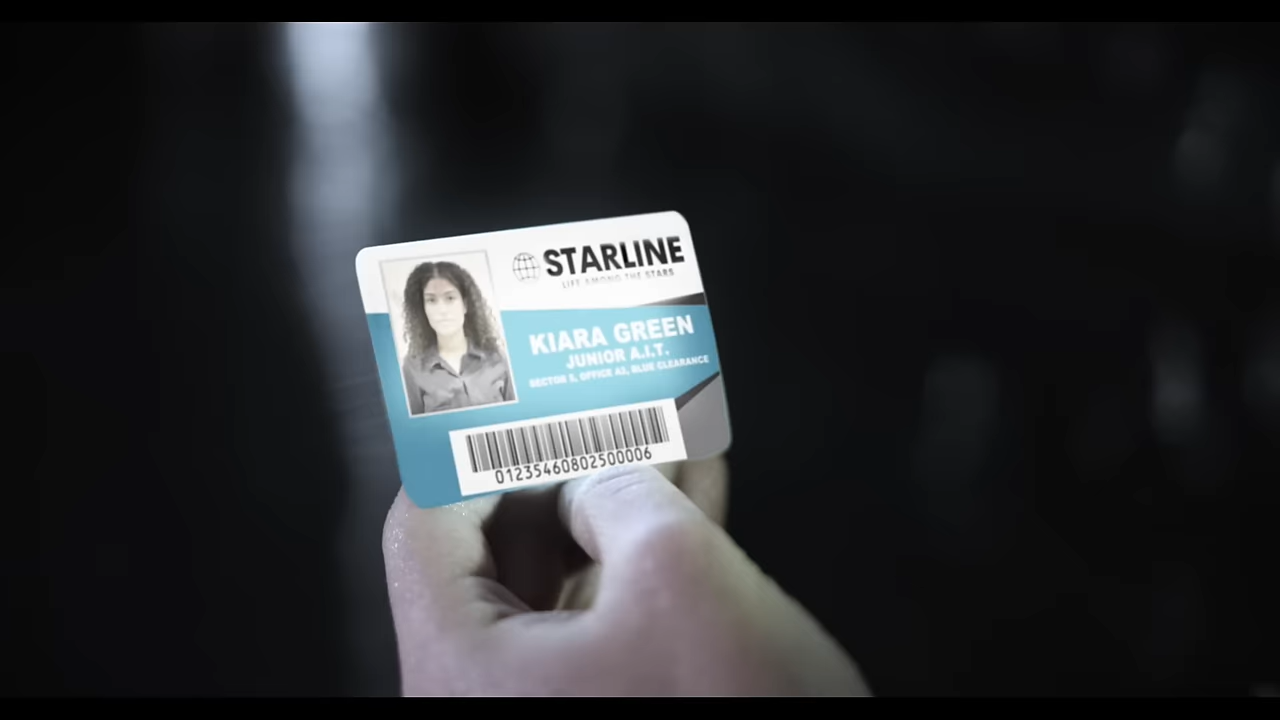 STARLINE
LIFE AMONG THE STARS
KIARA GREEN
JUNIOR A.I.T.
SECTOR 5, OFFICE A2, BLUE CLEARANCE
01235460802500006